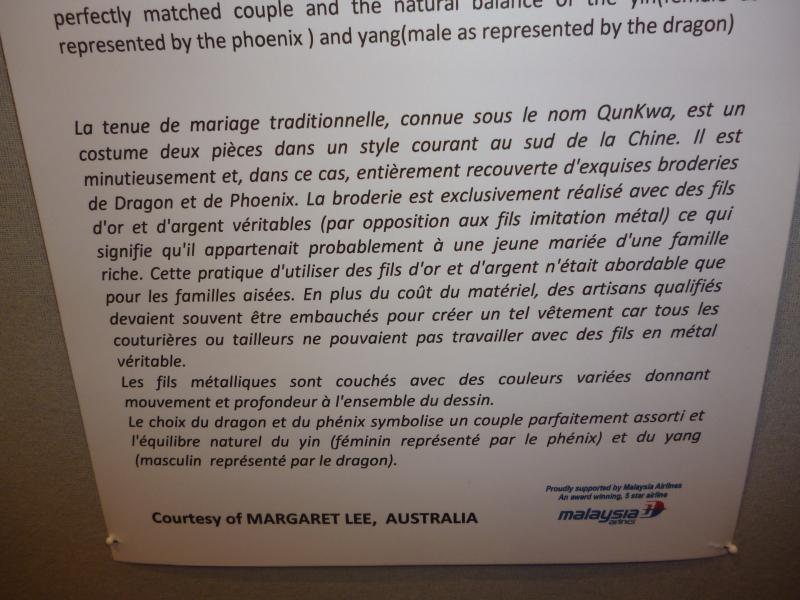 perfectly matched couple and the natural balance of the yin(female as
represented by the phoenix ) and yang(male as represented by the dragon)
La tenue de mariage traditionnelle, connue sous le nom QunKwa, est un
costume deux pièces dans un style courant au sud de la Chine. Il est
minutieusement et, dans ce cas, entièrement recouverte d'exquises broderies
de Dragon et de Phoenix. La broderie est exclusivement réalisé avec des fils
d'or et d'argent véritables (par opposition aux fils imitation métal) ce qui
signifie qu'il appartenait probablement à une jeune mariée d'une famille
riche. Cette pratique d'utiliser des fils d'or et d'argent n'était abordable que
pour les familles aisées. En plus du coût du matériel, des artisans qualifiés
devaient souvent être embauchés pour créer un tel vêtement car tous les
couturières ou tailleurs ne pouvaient pas travailler avec des fils en métal
véritable.
Les fils métalliques sont couchés avec des couleurs variées donnant
mouvement et profondeur à l'ensemble du dessin.
Le choix du dragon et du phénix symbolise un couple parfaitement assorti et
l'équilibre naturel du yin (féminin représenté par le phénix) et du yang
(masculin représenté par le dragon).
Proudly supported by Malaysia Airlines
An award winning, 5 star airline
malaysia
airlines
Courtesy of MARGARET LEE, AUSTRALIA